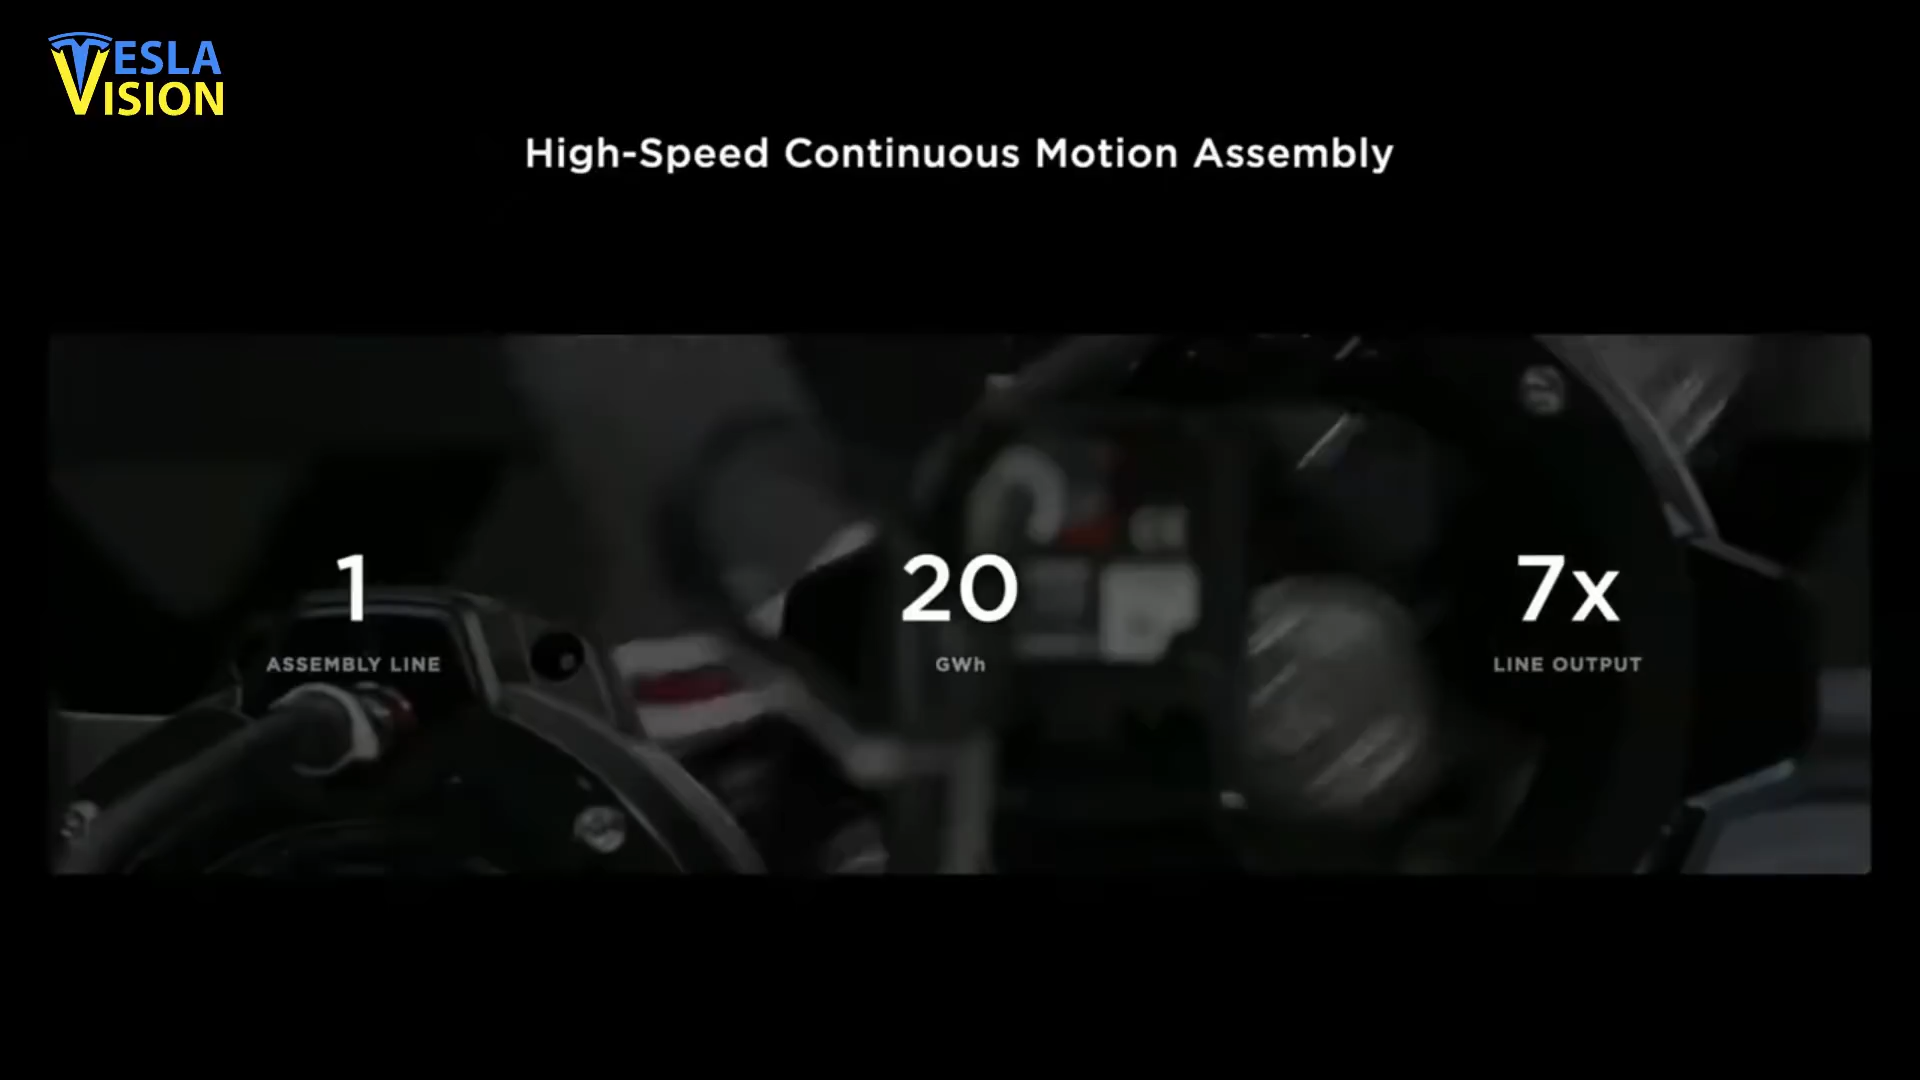 TESLA
VISION
High-Speed Continuous Motion Assembly
1
ASSEMBLY LINE
20
GWh
7x
LINE OUTPUT